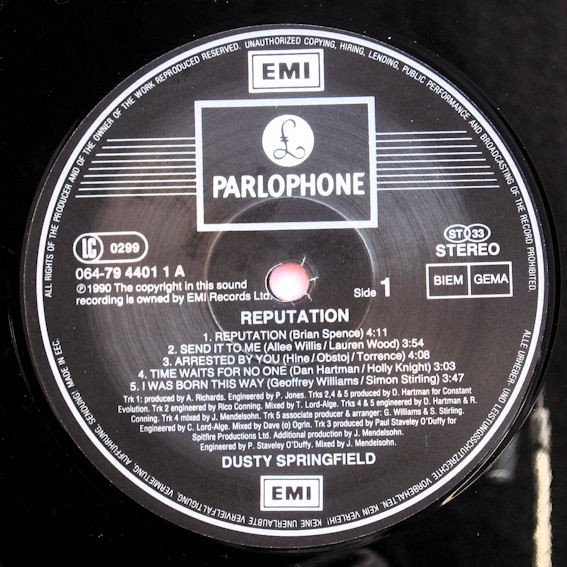 ALL RIGHTS OF THE PRODUCER AND OF THE OWNER OF THE WORK REPRODUCED RESERVED. UNAUTHORIZED COPYING, HIRING, LENDING, PUBLIC PERFORMANCE AND BROADCASTING OF THE RECORD PROHIBITED.
EMI
£
PARLOPHONE
LC 0299
ST 33
STEREO
064-79 4401 1 A
BIEM GEMA
℗ 1990 The copyright in this sound
recording is owned by EMI Records Ltd.
Side 1
REPUTATION
1. REPUTATION (Brian Spence) 4:11
2. SEND IT TO ME (Allee Willis / Lauren Wood) 3:54
3. ARRESTED BY YOU (Hine / Obstoj / Torrence) 4:08
4. TIME WAITS FOR NO ONE (Dan Hartman / Holly Knight) 4:03
5. I WAS BORN THIS WAY (Geoffrey Williams / Simon Stirling) 3:47
Trk 1: produced by A. Richards. Engineered by P. Jones. Trks 2,4 & 5 produced by D. Hartman for Constant
Evolution. Trk 2 engineered by Rico Conning. Mixed by T. Lord-Alge. Trks 4 & 5 engineered by D. Hartman & R.
Conning. Trk 4 mixed by J. Mendelsohn. Trk 5 associate producer & arranger: G. Williams & S. Stirling.
Engineered by C. Lord-Alge. Mixed by Dave (o) Ogrin. Trk 3 produced by Paul Staveley O'Duffy for
Spitfire Productions Ltd. Additional production by J. Mendelsohn.
Engineered by P. Staveley O'Duffy. Mixed by J. Mendelsohn.
DUSTY SPRINGFIELD
EMI
ALLE URHEBER- UND LEISTUNGSSCHUTZRECHTE VORBEHALTEN. KEIN VERLEIH! KEINE UNERLAUBTE VERVIELFÄLTIGUNG, VERMIETUNG, AUFFÜHRUNG, SENDUNG! MADE IN EEC.